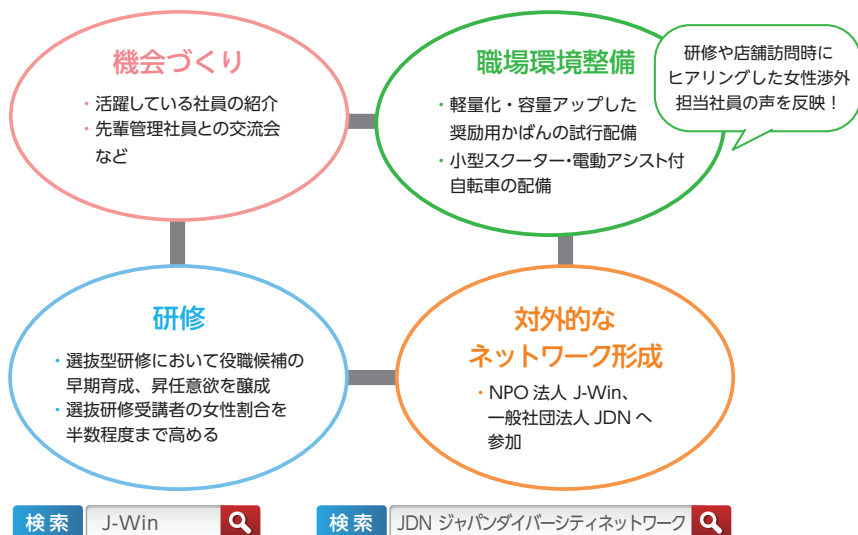 機会づくり
・活躍している社員の紹介
・先輩管理社員との交流会
など
職場環境整備
・軽量化・容量アップした
奨励用かばんの試行配備
・小型スクーター・電動アシスト付
自転車の配備
研修や店舗訪問時に
ヒアリングした女性渉外
担当社員の声を反映！
研修
・選抜型研修において役職候補の
早期育成、昇任意欲を醸成
・選抜研修受講者の女性割合を
半数程度まで高める
対外的な
ネットワーク形成
・NPO 法人 J-Win、
一般社団法人 JDN へ
参加
検索 J-Win
検索 JDN ジャパンダイバーシティネットワーク